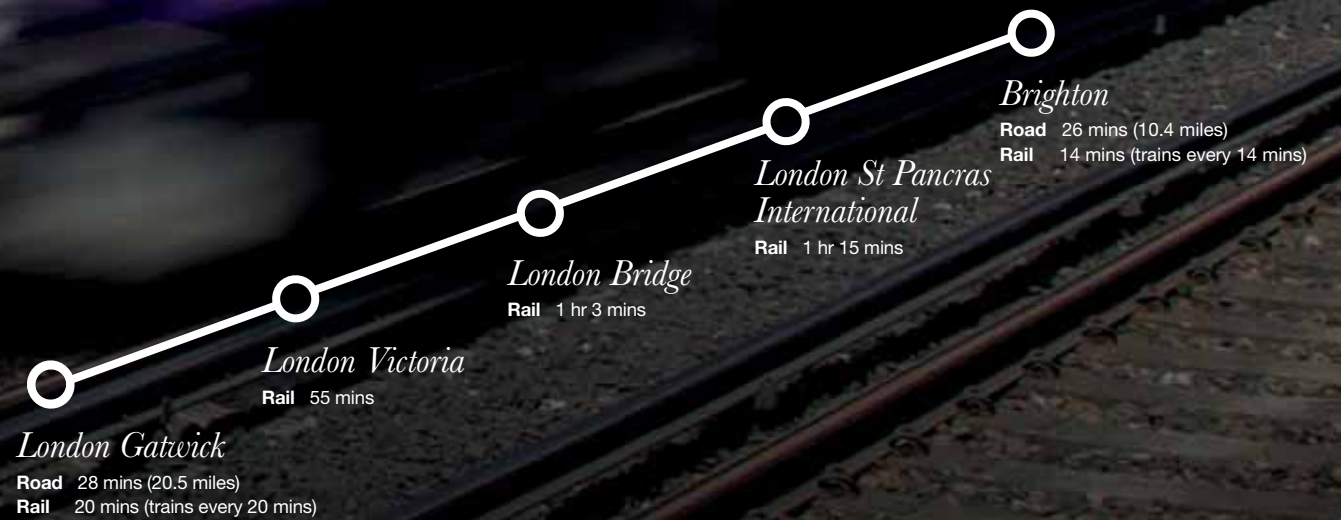 Brighton
Road 26 mins (10.4 miles)
Rail 14 mins (trains every 14 mins)
London St Pancras
International
Rail 1 hr 15 mins
London Bridge
Rail 1 hr 3 mins
London Victoria
Rail 55 mins
London Gatwick
Road 28 mins (20.5 miles)
Rail 20 mins (trains every 20 mins)